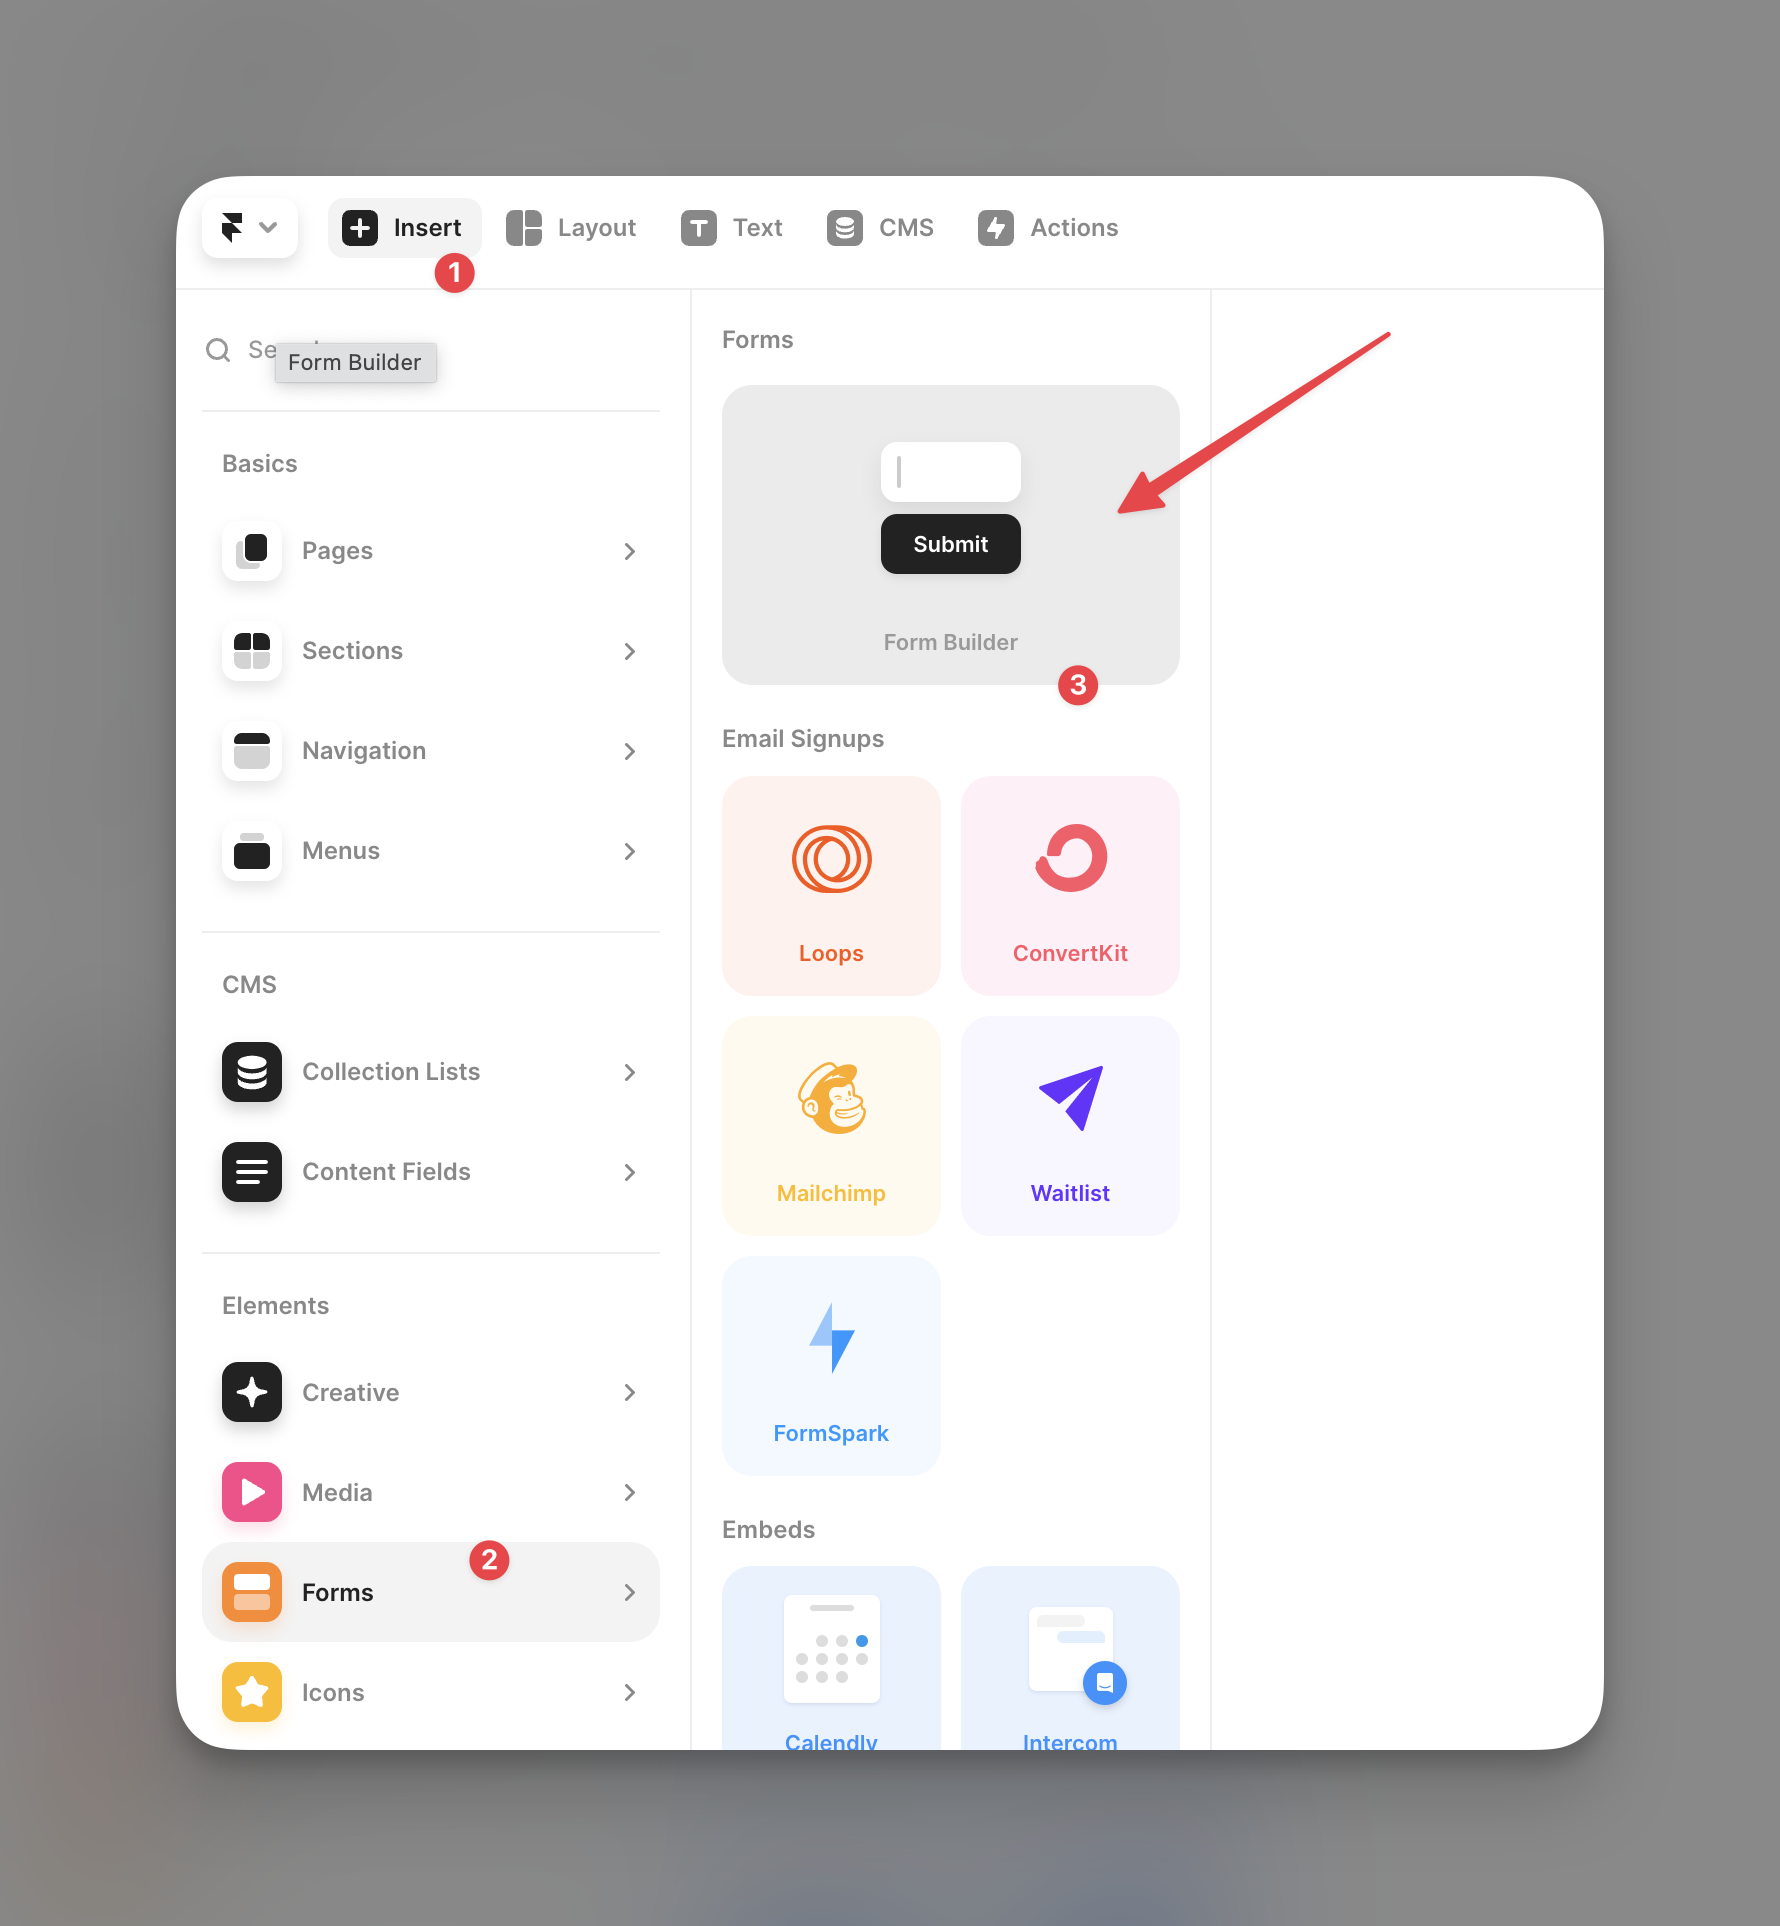 Insert
Layout
Text
CMS
Actions
1
Form Builder
Basics
Pages
Sections
Navigation
Menus
CMS
Collection Lists
Content Fields
Elements
Creative
Media
2
Forms
Icons
Forms
Submit
Form Builder
3
Email Signups
Loops
ConvertKit
Mailchimp
Waitlist
FormSpark
Embeds
Calendly
Intercom